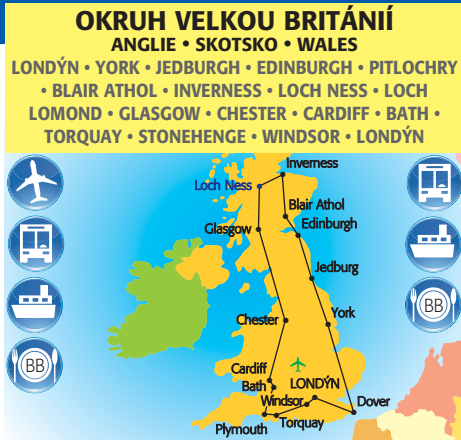 OKRUH VELKOU BRITÁNIÍ
ANGLIE • SKOTSKO • WALES
LONDÝN • YORK • JEDBURGH • EDINBURGH • PITLOCHRY
• BLAIR ATHOL • INVERNESS • LOCH NESS • LOCH
LOMOND • GLASGOW • CHESTER • CARDIFF • BATH •
TORQUAY • STONEHENGE • WINDSOR • LONDÝN
Inverness
Loch Ness
Blair Athol
Glasgow
Edinburgh
Jedburg
BB
Chester
York
BB
Cardiff
Bath
LONDÝN
Windsor
Dover
Plymouth
Torquay